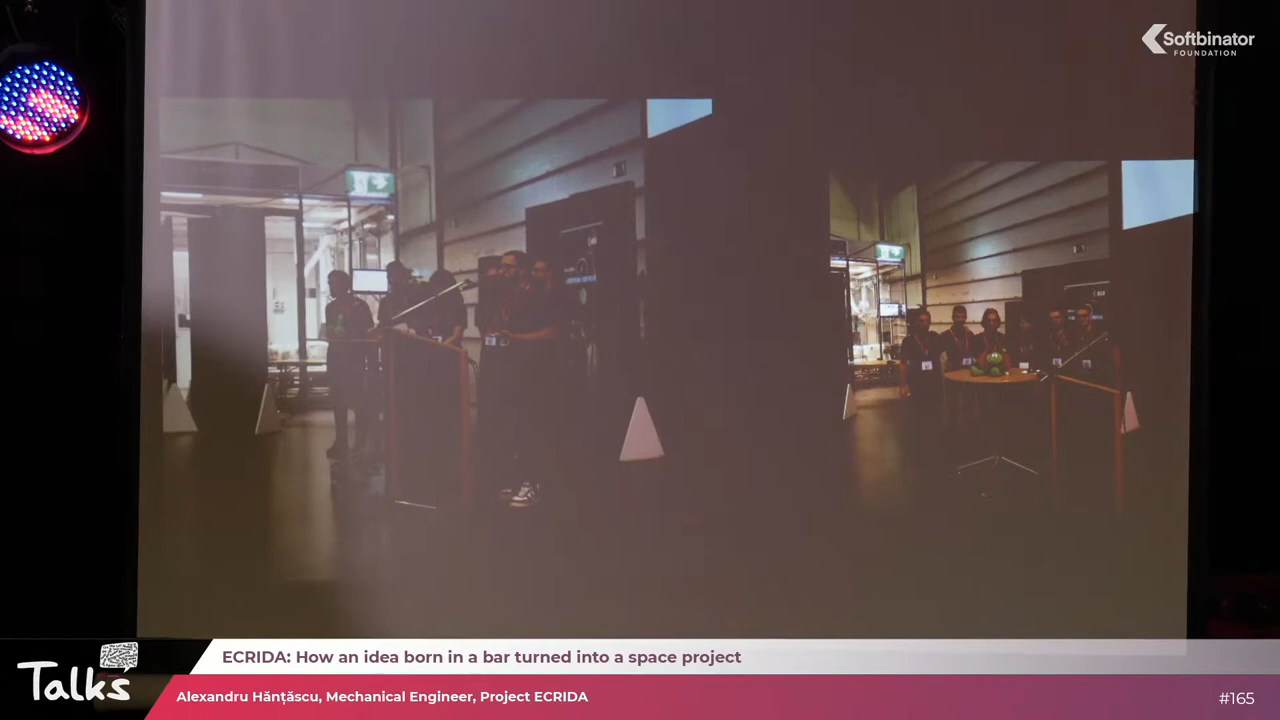 Softbinator
FOUNDATION
Talks
ECRIDA: How an idea born in a bar turned into a space project
Alexandru Hănțăscu, Mechanical Engineer, Project ECRIDA
#165